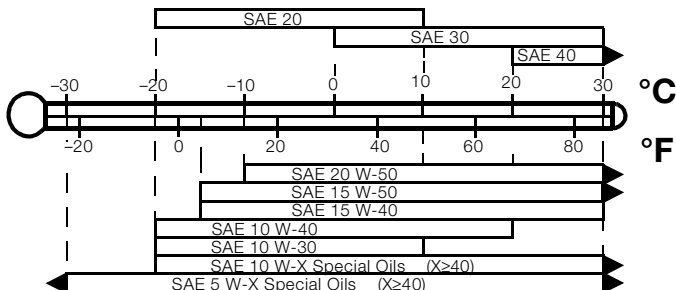 SAE 20
SAE 30
SAE 40
–30 –20 –10 0 10 20 30 °C
–20 0 20 40 60 80 °F
SAE 20 W-50
SAE 15 W-50
SAE 15 W-40
SAE 10 W-40
SAE 10 W-30
SAE 10 W-X Special Oils (X≥40)
SAE 5 W-X Special Oils (X≥40)